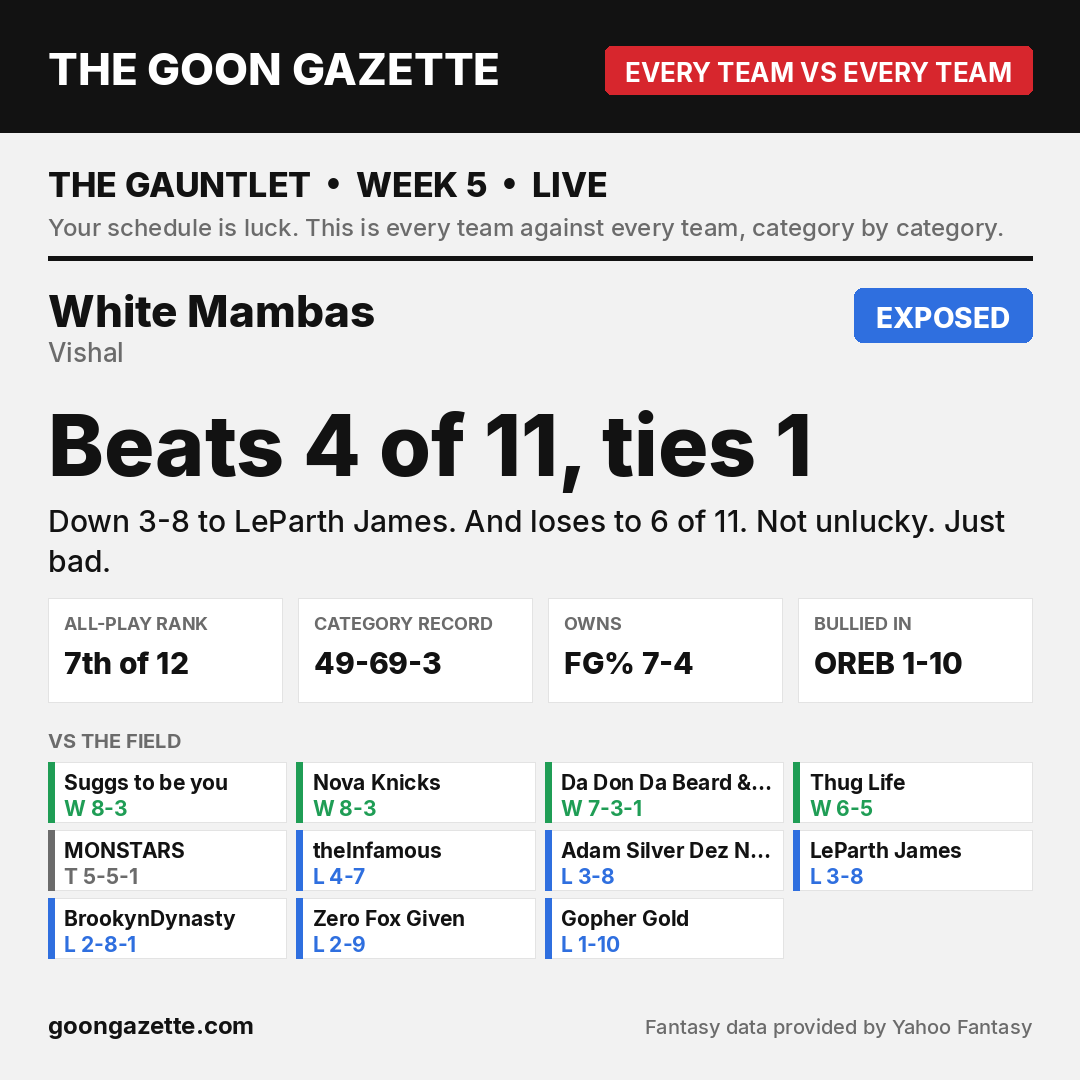 THE GOON GAZETTE
EVERY TEAM VS EVERY TEAM
THE GAUNTLET • WEEK 5 • LIVE
Your schedule is luck. This is every team against every team, category by category.
White Mambas
EXPOSED
Vishal
Beats 4 of 11, ties 1
Down 3-8 to LeParth James. And loses to 6 of 11. Not unlucky. Just
bad.
ALL-PLAY RANK
7th of 12
CATEGORY RECORD
49-69-3
OWNS
FG% 7-4
BULLIED IN
OREB 1-10
VS THE FIELD
Suggs to be you
W 8-3
Nova Knicks
W 8-3
Da Don Da Beard &...
W 7-3-1
Thug Life
W 6-5
MONSTARS
T 5-5-1
theInfamous
L 4-7
Adam Silver Dez N...
L 3-8
LeParth James
L 3-8
BrookynDynasty
L 2-8-1
Zero Fox Given
L 2-9
Gopher Gold
L 1-10
goongazette.com
Fantasy data provided by Yahoo Fantasy